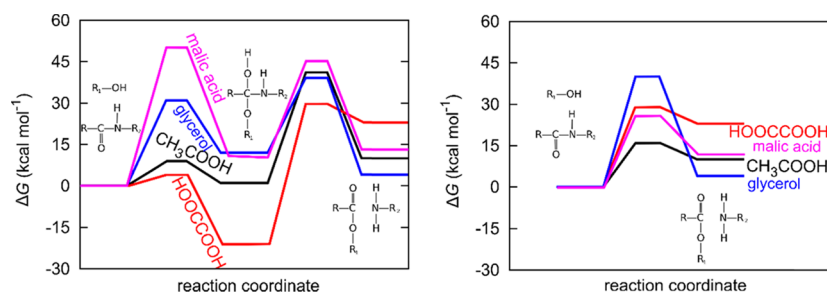 60
45
30
15
0
-15
-30
ΔG (kcal mol⁻¹)
reaction coordinate
malic acid
glycerol
CH₃COOH
HOOCCOOH
R₁—OH
H
R—C—N—R₂
O
H
O H
R—C—N—R₂
O
R₁
O H
R—C N—R₂
O H
R₁
60
45
30
15
0
-15
-30
ΔG (kcal mol⁻¹)
reaction coordinate
R₁—OH
H
R—C—N—R₂
O
HOOCCOOH
malic acid
CH₃COOH
glycerol
O H
R—C N—R₂
O H
R₁